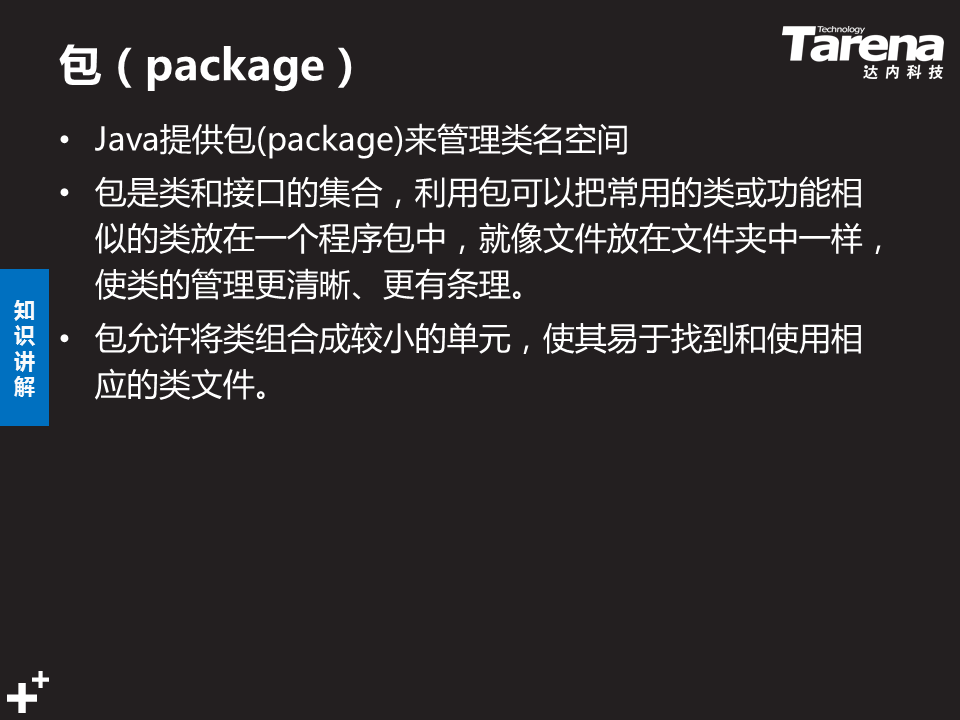 包（package）
Technology
Tarena
达内科技
• Java提供包(package)来管理类名空间
• 包是类和接口的集合，利用包可以把常用的类或功能相
似的类放在一个程序包中，就像文件放在文件夹中一样，
使类的管理更清晰、更有条理。
• 包允许将类组合成较小的单元，使其易于找到和使用相
应的类文件。
知
识
讲
解